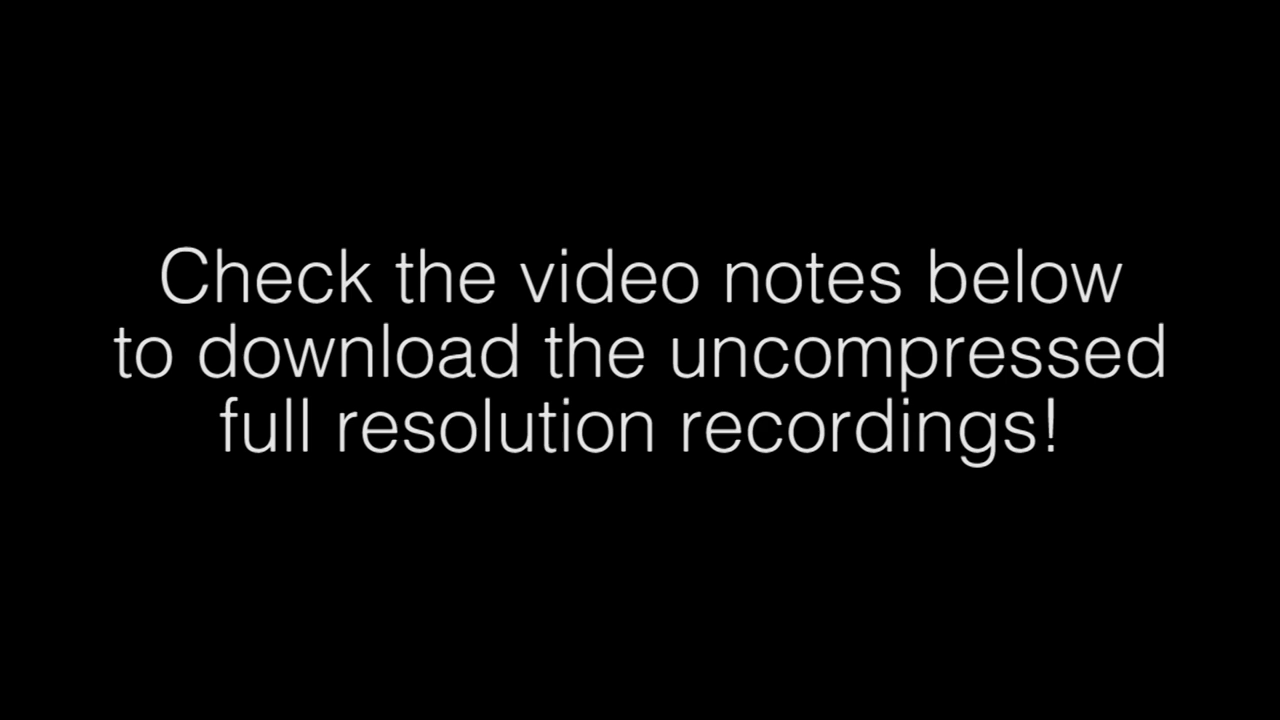 Check the video notes below
to download the uncompressed
full resolution recordings!